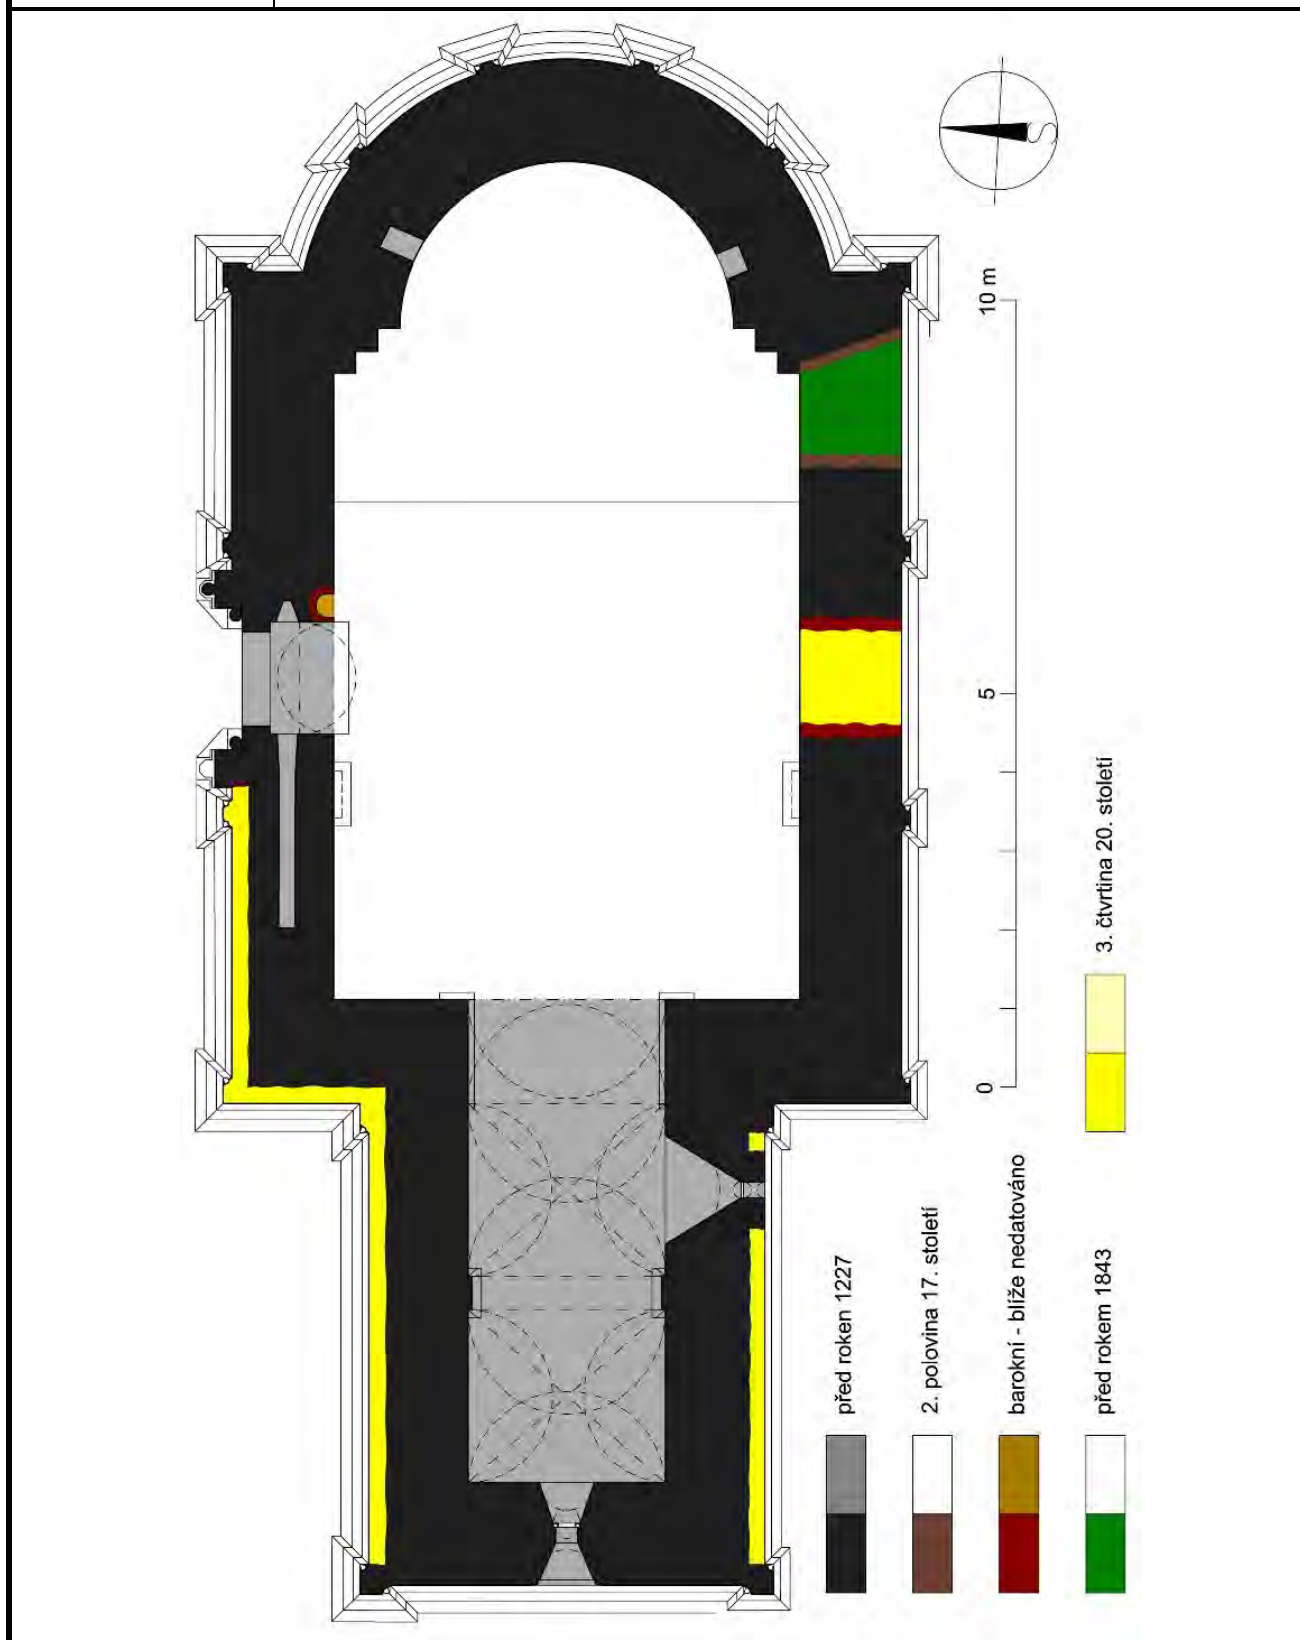 S
10 m
5
0
před roken 1227
2. polovina 17. století
barokní - blíže nedatováno
před rokem 1843
3. čtvrtina 20. století